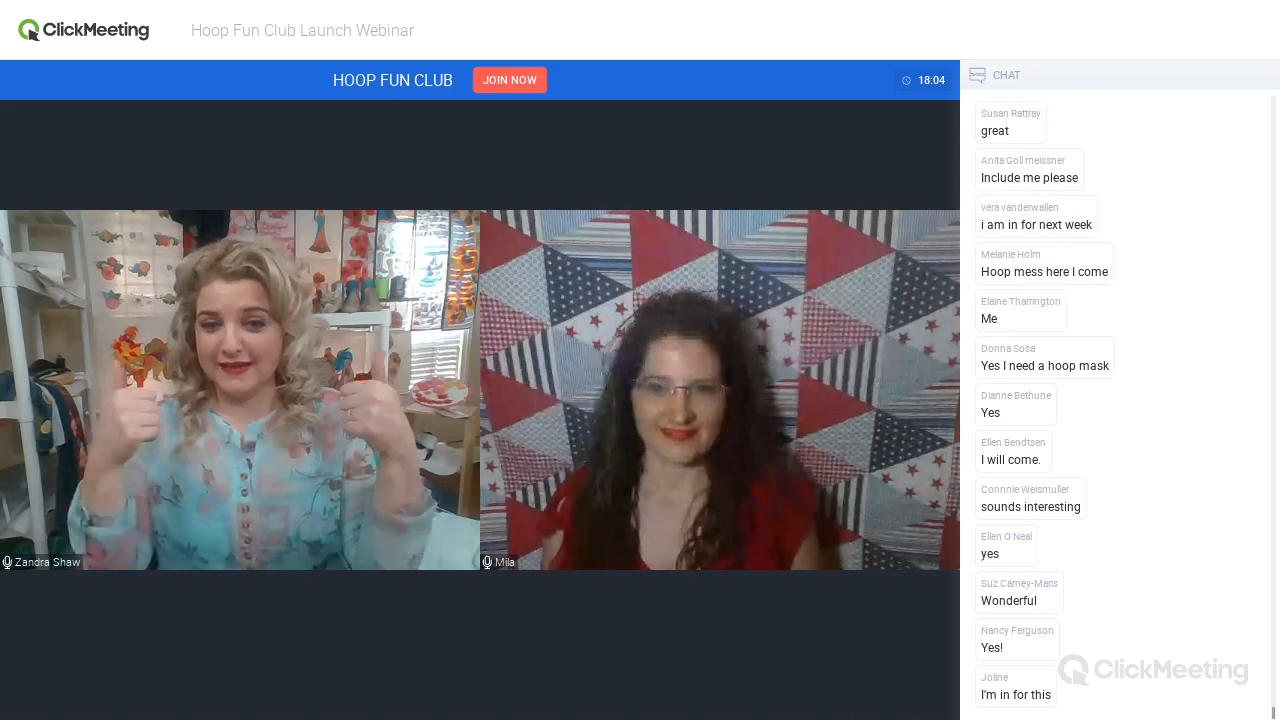 ClickMeeting
Hoop Fun Club Launch Webinar
HOOP FUN CLUB
JOIN NOW
18:04
CHAT
Susan Rattray
great
Anita Goll meissner
Include me please
vera vanderwallen
i am in for next week
Melanie Holm
Hoop mess here I come
Elaine Tharrington
Me
Donna Sosa
Yes I need a hoop mask
Dianne Bethune
Yes
Ellen Bendtsen
I will come.
Connnie Weismuller
sounds interesting
Ellen O'Neal
yes
Suz Carney-Maris
Wonderful
Nancy Ferguson
Yes!
Joline
I'm in for this
Zandra Shaw
Mila
ClickMeeting